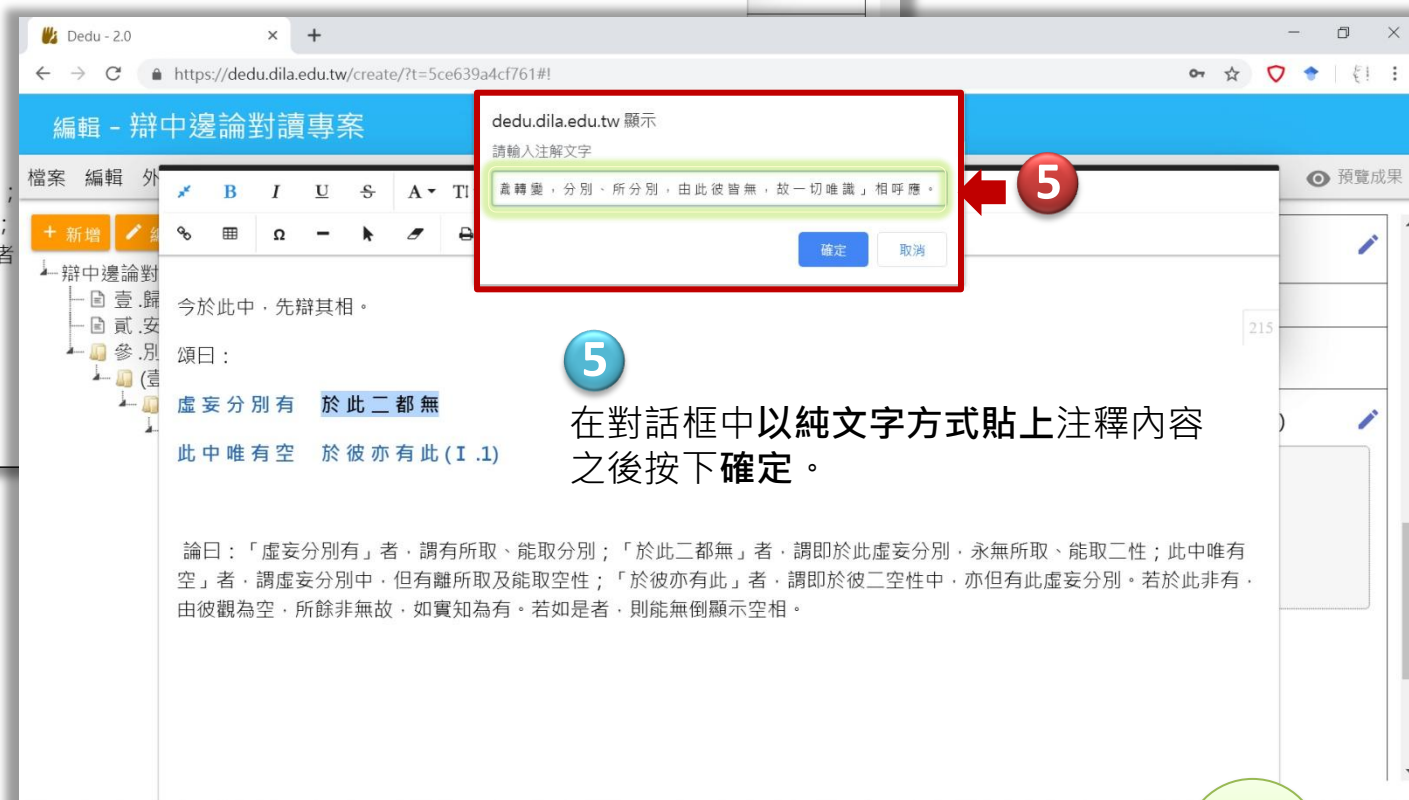 Dedu - 2.0
https://dedu.dila.edu.tw/create/?t=5ce639a4cf761#!
編輯 - 辯中邊論對讀專案
dedu.dila.edu.tw 顯示
請輸入注解文字
轉變，分別、所分別，由此彼皆無，故一切唯識」相呼應。
確定
取消
5
檔案 編輯 外
預覽成果
B I U S A TI
Ω
+ 新增
；
；
者
辯中邊論對
壹.歸
貳.安
參.別
(壹
今於此中，先辯其相。
215
頌曰：
虛妄分別有 於此二都無
此中唯有空 於彼亦有此(I .1)
)
5
在對話框中以純文字方式貼上注釋內容
之後按下確定。
論曰：「虛妄分別有」者，謂有所取、能取分別；「於此二都無」者，謂即於此虛妄分別，永無所取、能取二性；此中唯有
空」者，謂虛妄分別中，但有離所取及能取空性；「於彼亦有此」者，謂即於彼二空性中，亦但有此虛妄分別。若於此非有，
由彼觀為空，所餘非無故，如實知為有。若如是者，則能無倒顯示空相。